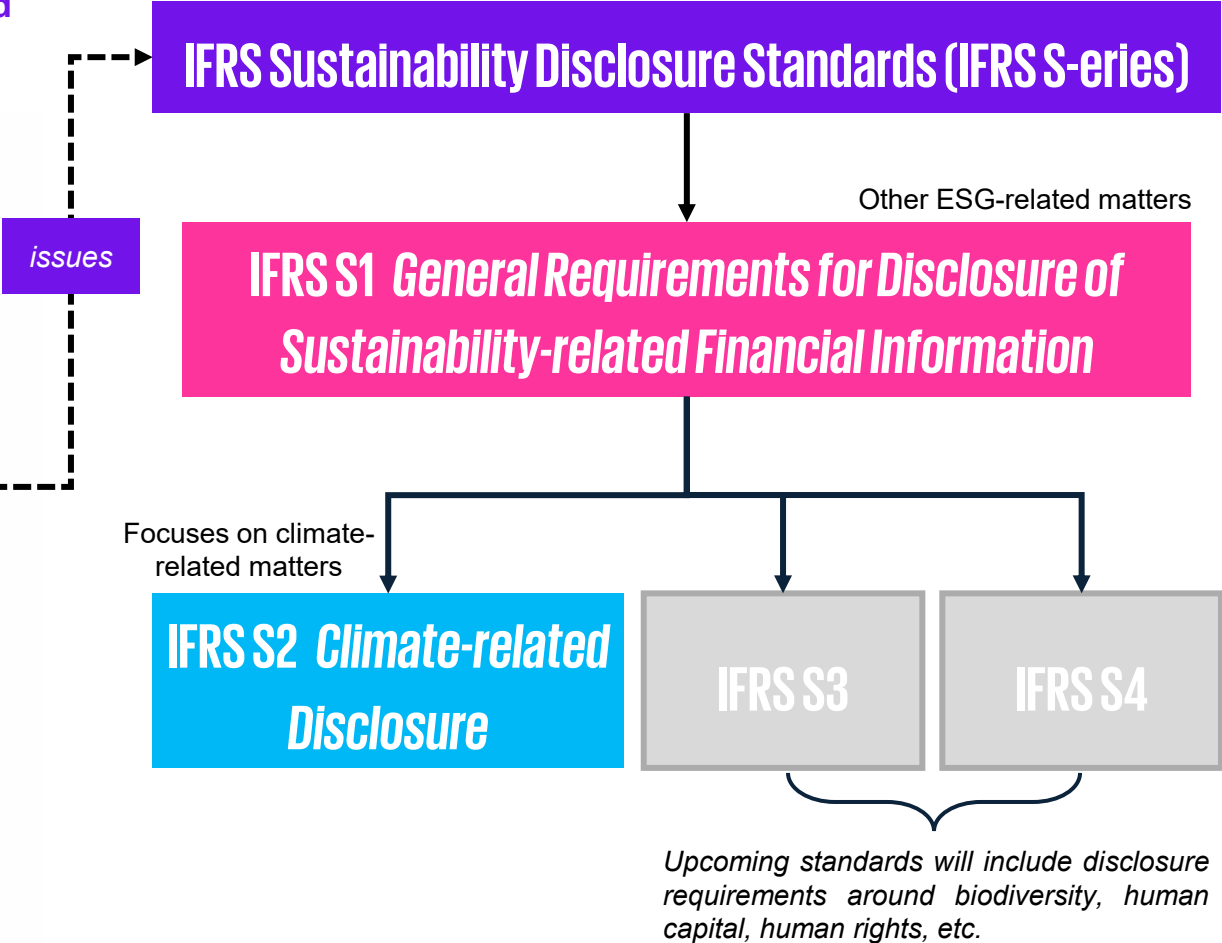 d
IFRS Sustainability Disclosure Standards (IFRS S-eries)
issues
Other ESG-related matters
IFRS S1 General Requirements for Disclosure of
Sustainability-related Financial Information
Focuses on climate-
related matters
IFRS S2 Climate-related
Disclosure
IFRS S3
IFRS S4
Upcoming standards will include disclosure
requirements around biodiversity, human
capital, human rights, etc.